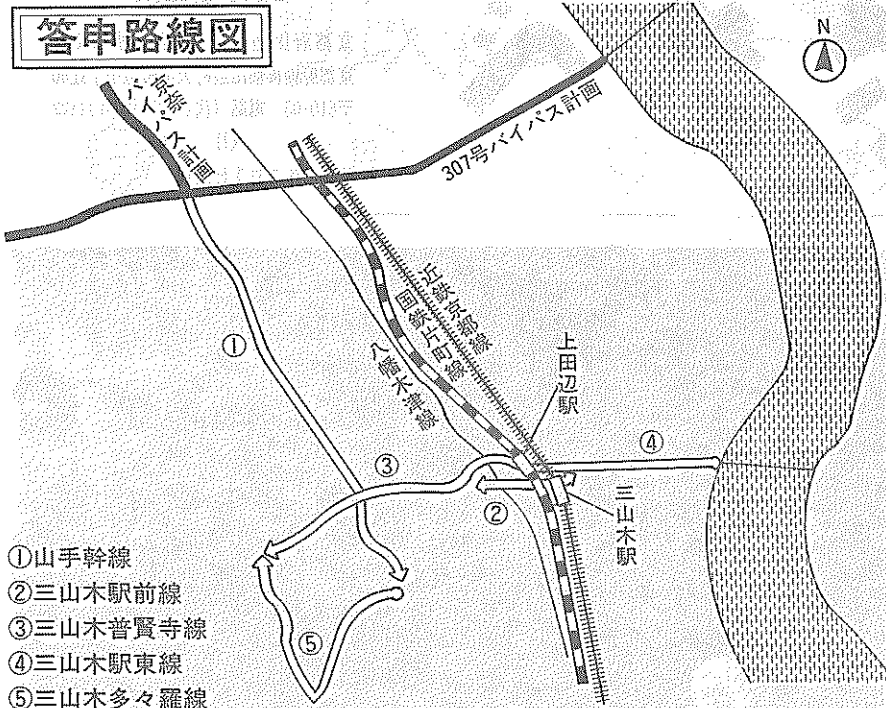 答申路線図
N
京奈
バイパス計画
307号バイパス計画
近鉄京都線
国鉄片町線
八幡木津線
上田辺駅
三山木駅
①
②
③
④
⑤
①山手幹線
②三山木駅前線
③三山木普賢寺線
④三山木駅東線
⑤三山木多々羅線